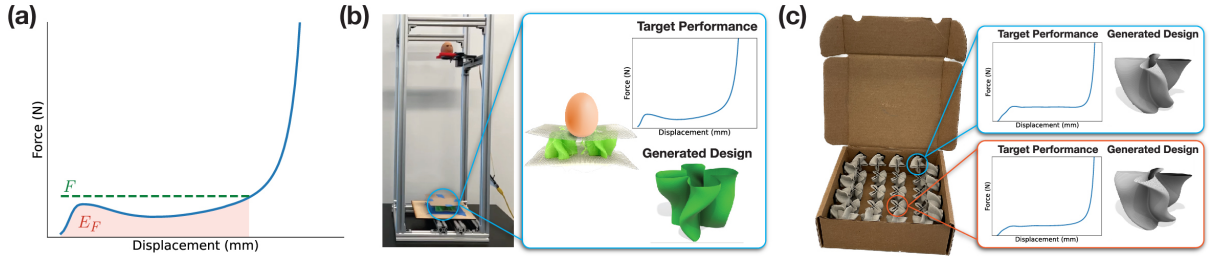 (a)
Force (N)
F
E_F
Displacement (mm)
(b)
Target Performance
Force (N)
Displacement (mm)
Generated Design
(c)
Target Performance
Generated Design
Force (N)
Displacement (mm)
Target Performance
Generated Design
Force (N)
Displacement (mm)